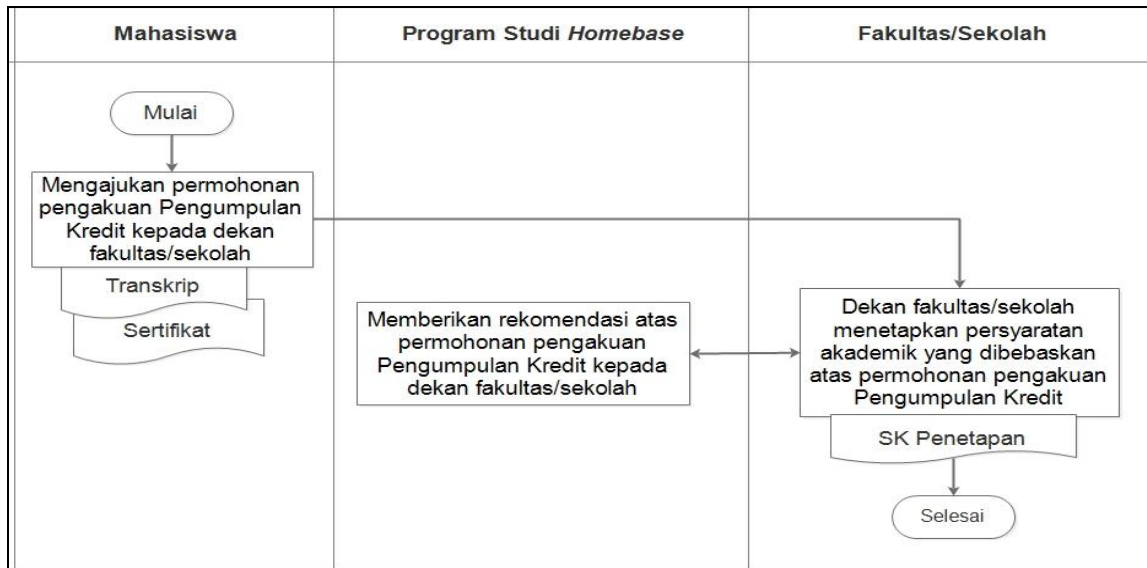 Mahasiswa
Program Studi Homebase
Fakultas/Sekolah
Mulai
Mengajukan permohonan
pengakuan Pengumpulan
Kredit kepada dekan
fakultas/sekolah
Transkrip
Sertifikat
Memberikan rekomendasi atas
permohonan pengakuan
Pengumpulan Kredit kepada
dekan fakultas/sekolah
Dekan fakultas/sekolah
menetapkan persyaratan
akademik yang dibebaskan
atas permohonan pengakuan
Pengumpulan Kredit
SK Penetapan
Selesai